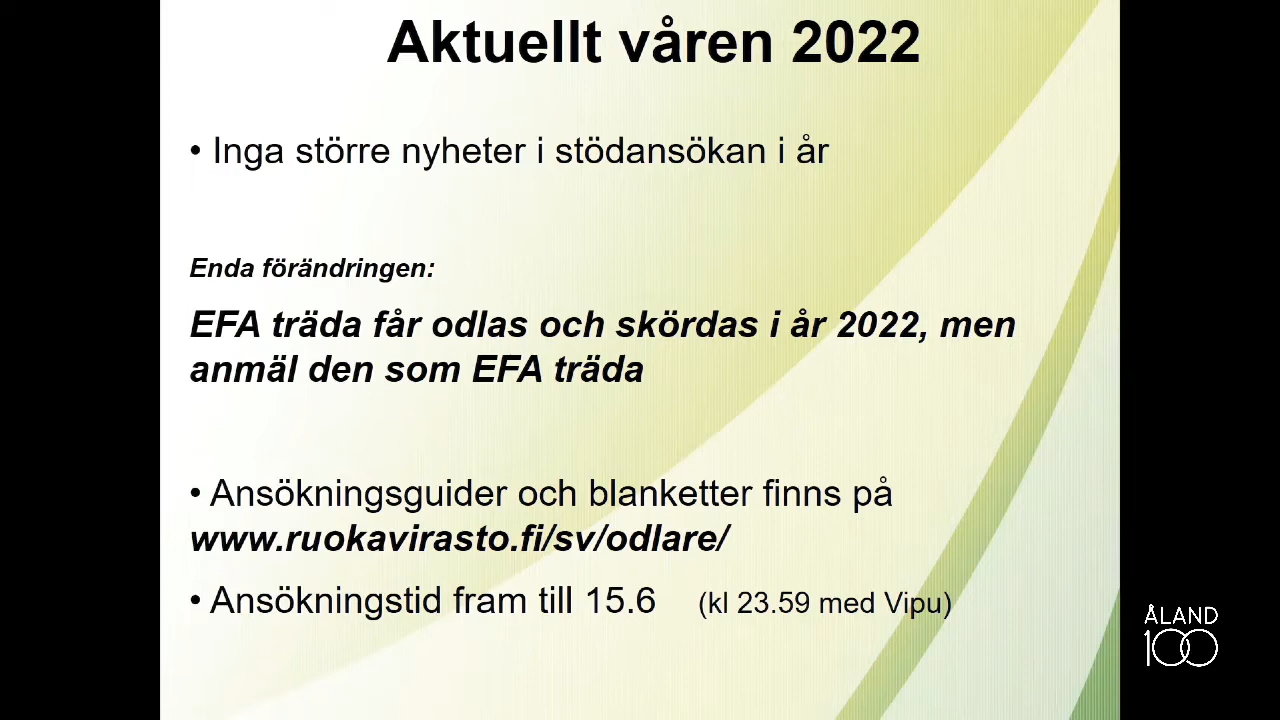 Aktuellt våren 2022
• Inga större nyheter i stödansökan i år
Enda förändringen:
EFA träda får odlas och skördas i år 2022, men
anmäl den som EFA träda
• Ansökningsguider och blanketter finns på
www.ruokavirasto.fi/sv/odlare/
• Ansökningstid fram till 15.6 (kl 23.59 med Vipu)
ÅLAND
100